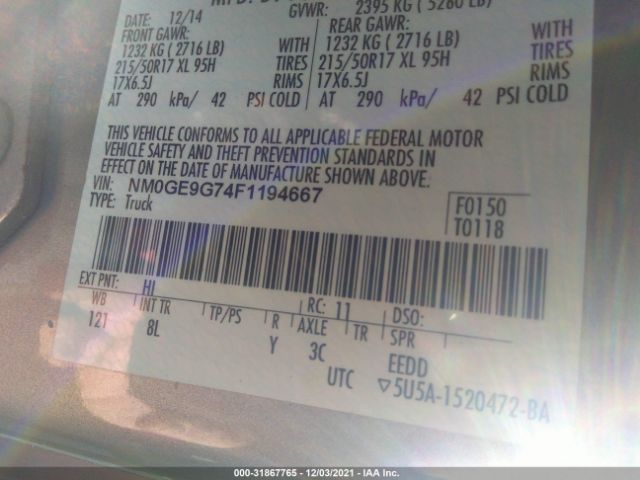 GVWR: 2395 KG ( 5280 LB)
DATE: 12/14
FRONT GAWR: REAR GAWR:
1232 KG ( 2716 LB) WITH 1232 KG ( 2716 LB) WITH
215/50R17 XL 95H TIRES 215/50R17 XL 95H TIRES
17X6.5J RIMS 17X6.5J RIMS
AT 290 kPa/ 42 PSI COLD AT 290 kPa/ 42 PSI COLD
THIS VEHICLE CONFORMS TO ALL APPLICABLE FEDERAL MOTOR
VEHICLE SAFETY AND THEFT PREVENTION STANDARDS IN
EFFECT ON THE DATE OF MANUFACTURE SHOWN ABOVE.
VIN: NM0GE9G74F1194667
TYPE: Truck
F0150
T0118
EXT PNT: HI RC: 11 DSO:
WB INT TR TP/PS R AXLE TR SPR
121 8L Y 3C EEDD
UTC ▽5U5A-1520472-BA
000-31867765 - 12/03/2021 - IAA Inc.